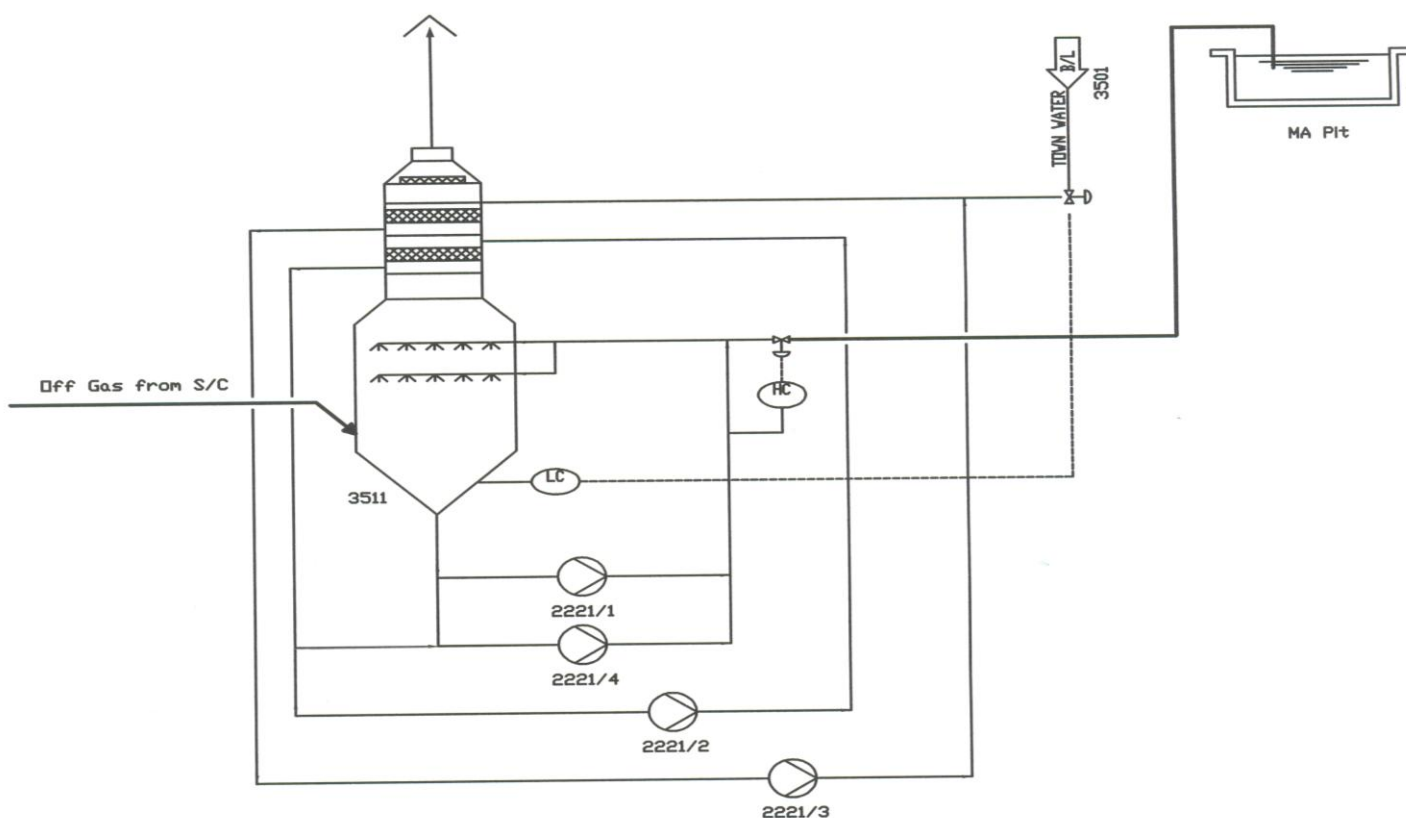 B/L
3501
TOWN WATER
MA Pit
Off Gas from S/C
HC
LC
3511
2221/1
2221/4
2221/2
2221/3